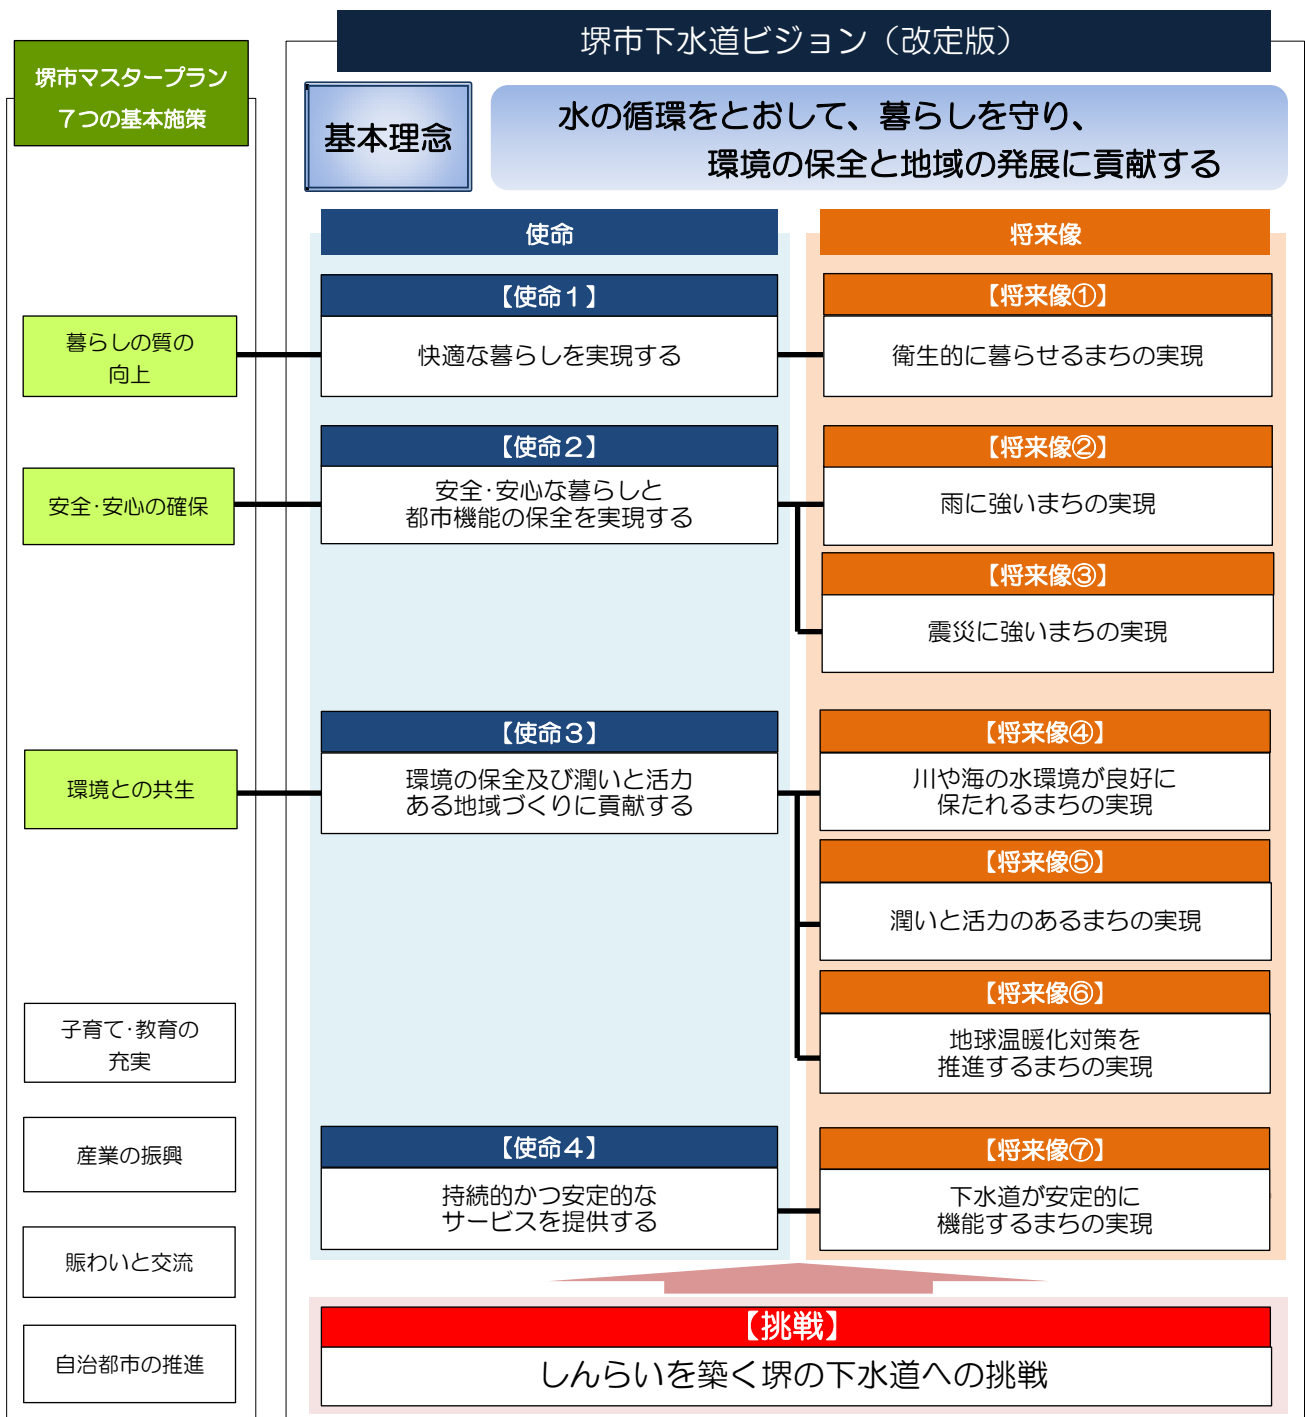 堺市下水道ビジョン（改定版）
堺市マスタープラン
７つの基本施策
基本理念
水の循環をとおして、暮らしを守り、
環境の保全と地域の発展に貢献する
使命
将来像
暮らしの質の
向上
【使命１】
快適な暮らしを実現する
【将来像①】
衛生的に暮らせるまちの実現
安全･安心の確保
【使命２】
安全･安心な暮らしと
都市機能の保全を実現する
【将来像②】
雨に強いまちの実現
【将来像③】
震災に強いまちの実現
環境との共生
【使命３】
環境の保全及び潤いと活力
ある地域づくりに貢献する
【将来像④】
川や海の水環境が良好に
保たれるまちの実現
【将来像⑤】
潤いと活力のあるまちの実現
【将来像⑥】
地球温暖化対策を
推進するまちの実現
子育て･教育の
充実
産業の振興
賑わいと交流
自治都市の推進
【使命４】
持続的かつ安定的な
サービスを提供する
【将来像⑦】
下水道が安定的に
機能するまちの実現
【挑戦】
しんらいを築く堺の下水道への挑戦